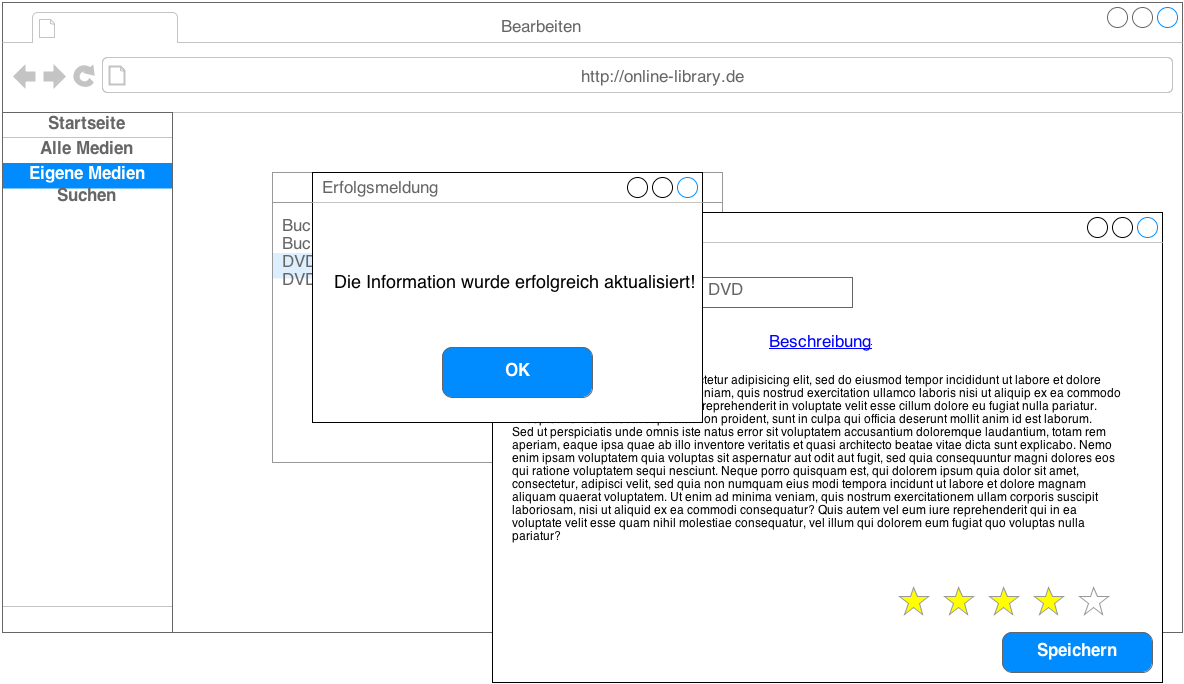 Bearbeiten
http://online-library.de
Startseite
Alle Medien
Eigene Medien
Suchen
Erfolgsmeldung
Die Information wurde erfolgreich aktualisiert!
OK
Buc
Buc
DVD
DVD
DVD
Beschreibung
adipisicing elit, sed do eiusmod tempor incididunt ut labore et dolore
quis nostrud exercitation ullamco laboris nisi ut aliquip ex ea commodo
reprehenderit in voluptate velit esse cillum dolore eu fugiat nulla pariatur.
non proident, sunt in culpa qui officia deserunt mollit anim id est laborum.
Sed ut perspiciatis unde omnis iste natus error sit voluptatem accusantium doloremque laudantium, totam rem
aperiam, eaque ipsa quae ab illo inventore veritatis et quasi architecto beatae vitae dicta sunt explicabo. Nemo
enim ipsam voluptatem quia voluptas sit aspernatur aut odit aut fugit, sed quia consequuntur magni dolores eos
qui ratione voluptatem sequi nesciunt. Neque porro quisquam est, qui dolorem ipsum quia dolor sit amet,
consectetur, adipisci velit, sed quia non numquam eius modi tempora incidunt ut labore et dolore magnam
aliquam quaerat voluptatem. Ut enim ad minima veniam, quis nostrum exercitationem ullam corporis suscipit
laboriosam, nisi ut aliquid ex ea commodi consequatur? Quis autem vel eum iure reprehenderit qui in ea
voluptate velit esse quam nihil molestiae consequatur, vel illum qui dolorem eum fugiat quo voluptas nulla
pariatur?
Speichern